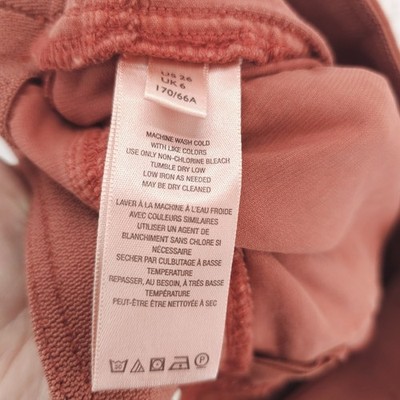 US 26
UK 6
170/66A
MACHINE WASH COLD
WITH LIKE COLORS
USE ONLY NON-CHLORINE BLEACH
TUMBLE DRY LOW
LOW IRON AS NEEDED
MAY BE DRY CLEANED
LAVER À LA MACHINE À L'EAU FROIDE
AVEC COULEURS SIMILAIRES
UTILISER UN AGENT DE
BLANCHIMENT SANS CHLORE SI
NÉCESSAIRE
SECHER PAR CULBUTAGE À BASSE
TEMPERATURE
REPASSER, AU BESOIN, À TRÈS BASSE
TEMPÉRATURE
PEUT-ÊTRE ÊTRE NETTOYÉE À SEC
P